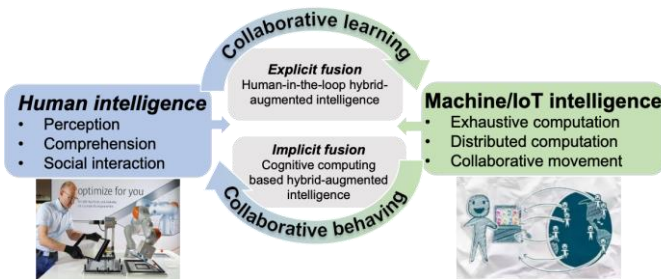 Collaborative learning
Explicit fusion
Human-in-the-loop hybrid-
augmented intelligence
Human intelligence
• Perception
• Comprehension
• Social interaction
Machine/IoT intelligence
• Exhaustive computation
• Distributed computation
• Collaborative movement
Implicit fusion
Cognitive computing
based hybrid-augmented
intelligence
Collaborative behaving
optimize for you